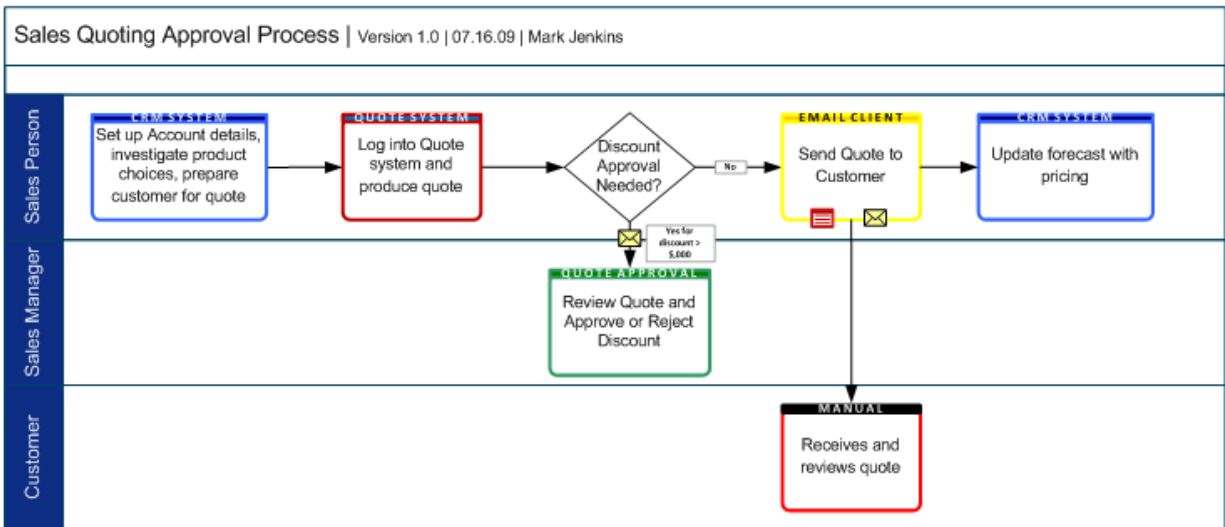 Sales Quoting Approval Process | Version 1.0 | 07.16.09 | Mark Jenkins
Sales Person
CRM SYSTEM
Set up Account details,
investigate product
choices, prepare
customer for quote
QUOTE SYSTEM
Log into Quote
system and
produce quote
Discount
Approval
Needed?
No
EMAIL CLIENT
Send Quote to
Customer
CRM SYSTEM
Update forecast with
pricing
Yes for
discount >
5,000
Sales Manager
QUOTE APPROVAL
Review Quote and
Approve or Reject
Discount
Customer
MANUAL
Receives and
reviews quote